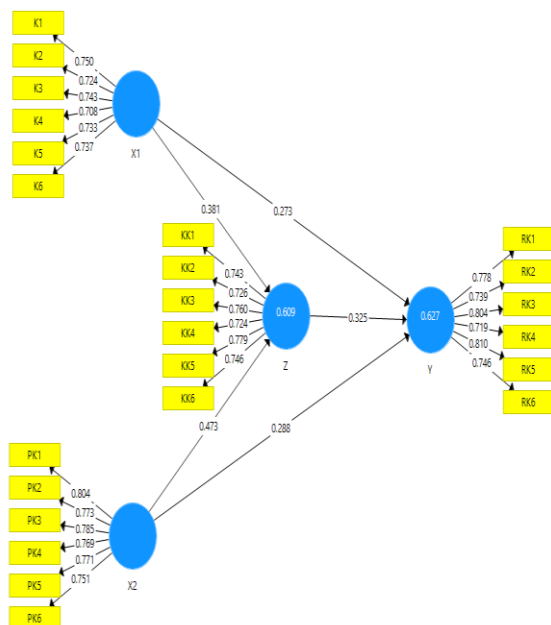 K1
K2
K3
K4
K5
K6
0.750
0.724
0.743
0.708
0.733
0.737
X1
0.381
0.273
KK1
KK2
KK3
KK4
KK5
KK6
0.743
0.726
0.760
0.724
0.779
0.746
0.609
Z
0.325
0.627
Y
RK1
RK2
RK3
RK4
RK5
RK6
0.778
0.739
0.804
0.719
0.810
0.746
0.473
0.288
PK1
PK2
PK3
PK4
PK5
PK6
0.804
0.773
0.785
0.769
0.771
0.751
X2